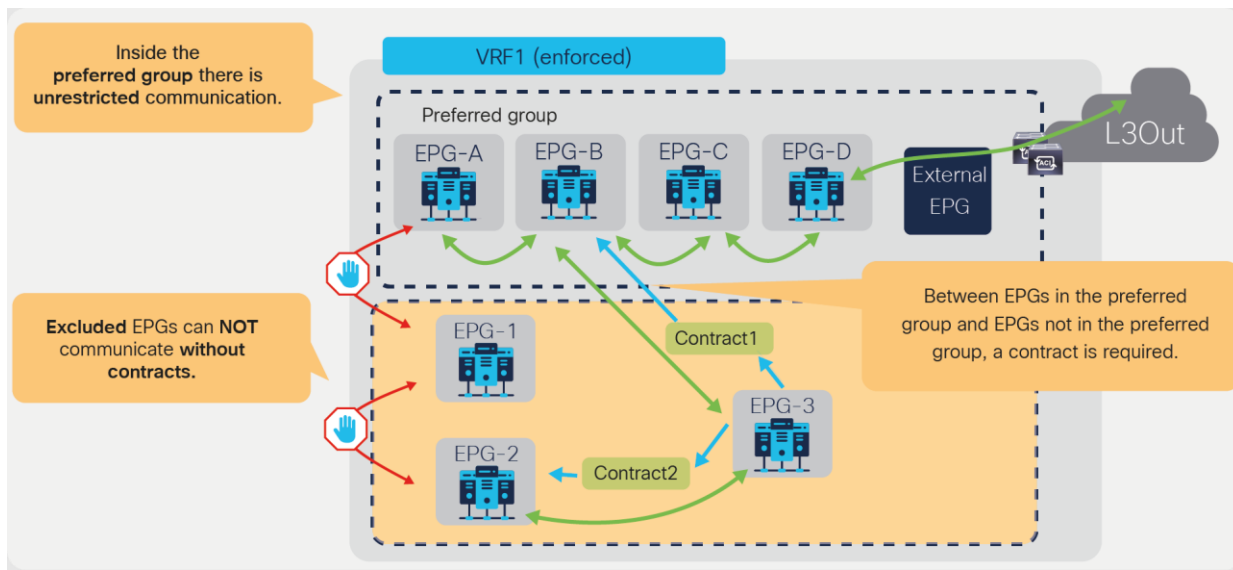 Inside the
preferred group there is
unrestricted communication.
VRF1 (enforced)
Preferred group
EPG-A
EPG-B
EPG-C
EPG-D
External
EPG
L3Out
ACI
Excluded EPGs can NOT
communicate without
contracts.
EPG-1
Contract1
Between EPGs in the preferred
group and EPGs not in the preferred
group, a contract is required.
EPG-3
EPG-2
Contract2